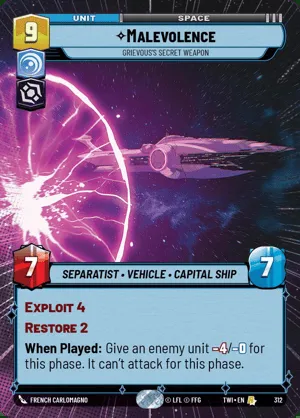 9
UNIT
SPACE
✧MALEVOLENCE
GRIEVOUS'S SECRET WEAPON
7
7
SEPARATIST • VEHICLE • CAPITAL SHIP
EXPLOIT 4
RESTORE 2
When Played: Give an enemy unit -4/-0 for
this phase. It can't attack for this phase.
FRENCH CARLOMAGNO
© LFL © FFG
TWI • EN
312